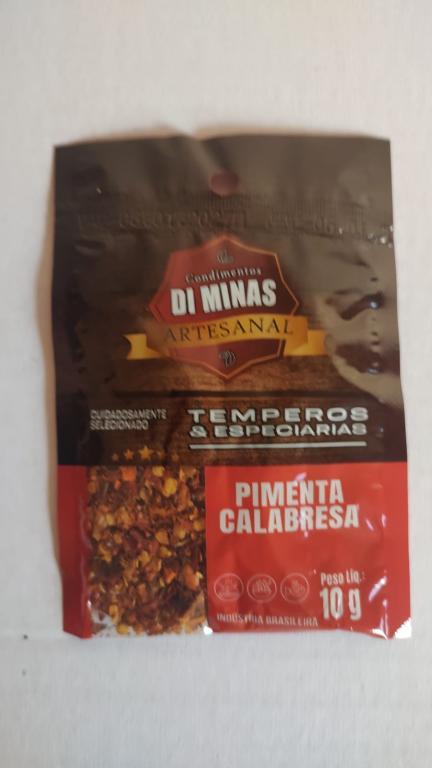 Condimentos
DI MINAS
ARTESANAL
CUIDADOSAMENTE
SELECIONADO
TEMPEROS
& ESPECIARIAS
PIMENTA
CALABRESA
Peso Líq.:
10 g
INDÚSTRIA BRASILEIRA